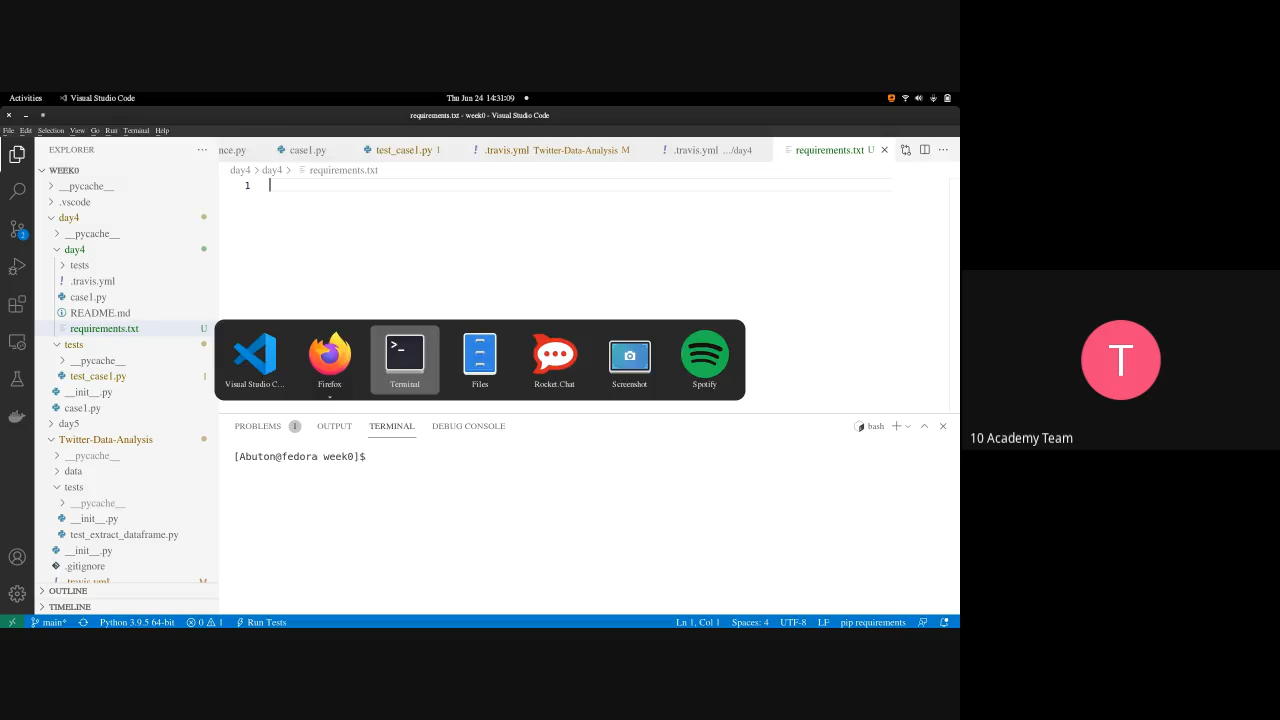 Activities
Visual Studio Code
Thu Jun 24 14:31:09
requirements.txt - week0 - Visual Studio Code
File Edit Selection View Go Run Terminal Help
EXPLORER
nce.py
case1.py
test_case1.py 1
! .travis.yml Twitter-Data-Analysis M
! .travis.yml .../day4
requirements.txt U
WEEK0
day4 > day4 > requirements.txt
1
__pycache__
.vscode
day4
__pycache__
day4
tests
! .travis.yml
case1.py
README.md
requirements.txt U
tests
__pycache__
test_case1.py 1
__init__.py
case1.py
day5
Twitter-Data-Analysis
__pycache__
data
tests
__pycache__
__init__.py
test_extract_dataframe.py
__init__.py
.gitignore
! .travis.yml M
OUTLINE
TIMELINE
2
Visual Studio C...
Firefox
>_
Terminal
Files
Rocket.Chat
Screenshot
Spotify
PROBLEMS 1 OUTPUT TERMINAL DEBUG CONSOLE
bash
[Abuton@fedora week0]$
main*
Python 3.9.5 64-bit
0
1
Run Tests
Ln 1, Col 1
Spaces: 4
UTF-8
LF
pip requirements
T
10 Academy Team